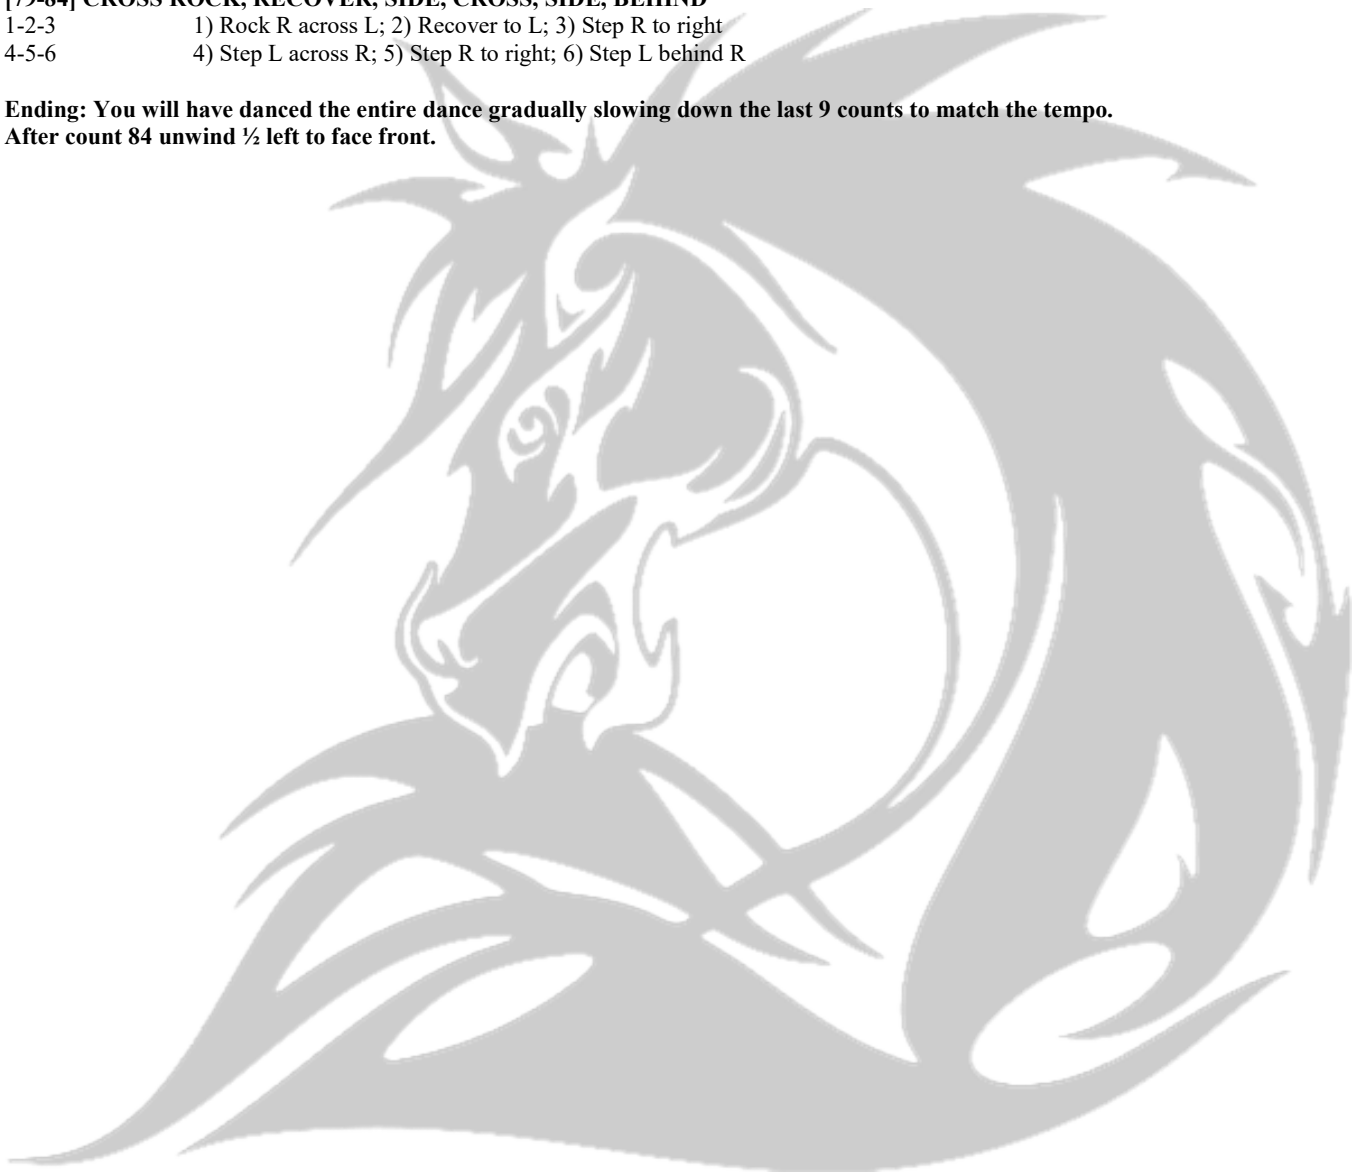 [79-84] CROSS ROCK, RECOVER, SIDE, CROSS, SIDE, BEHIND
1-2-3 1) Rock R across L; 2) Recover to L; 3) Step R to right
4-5-6 4) Step L across R; 5) Step R to right; 6) Step L behind R
Ending: You will have danced the entire dance gradually slowing down the last 9 counts to match the tempo.
After count 84 unwind ½ left to face front.